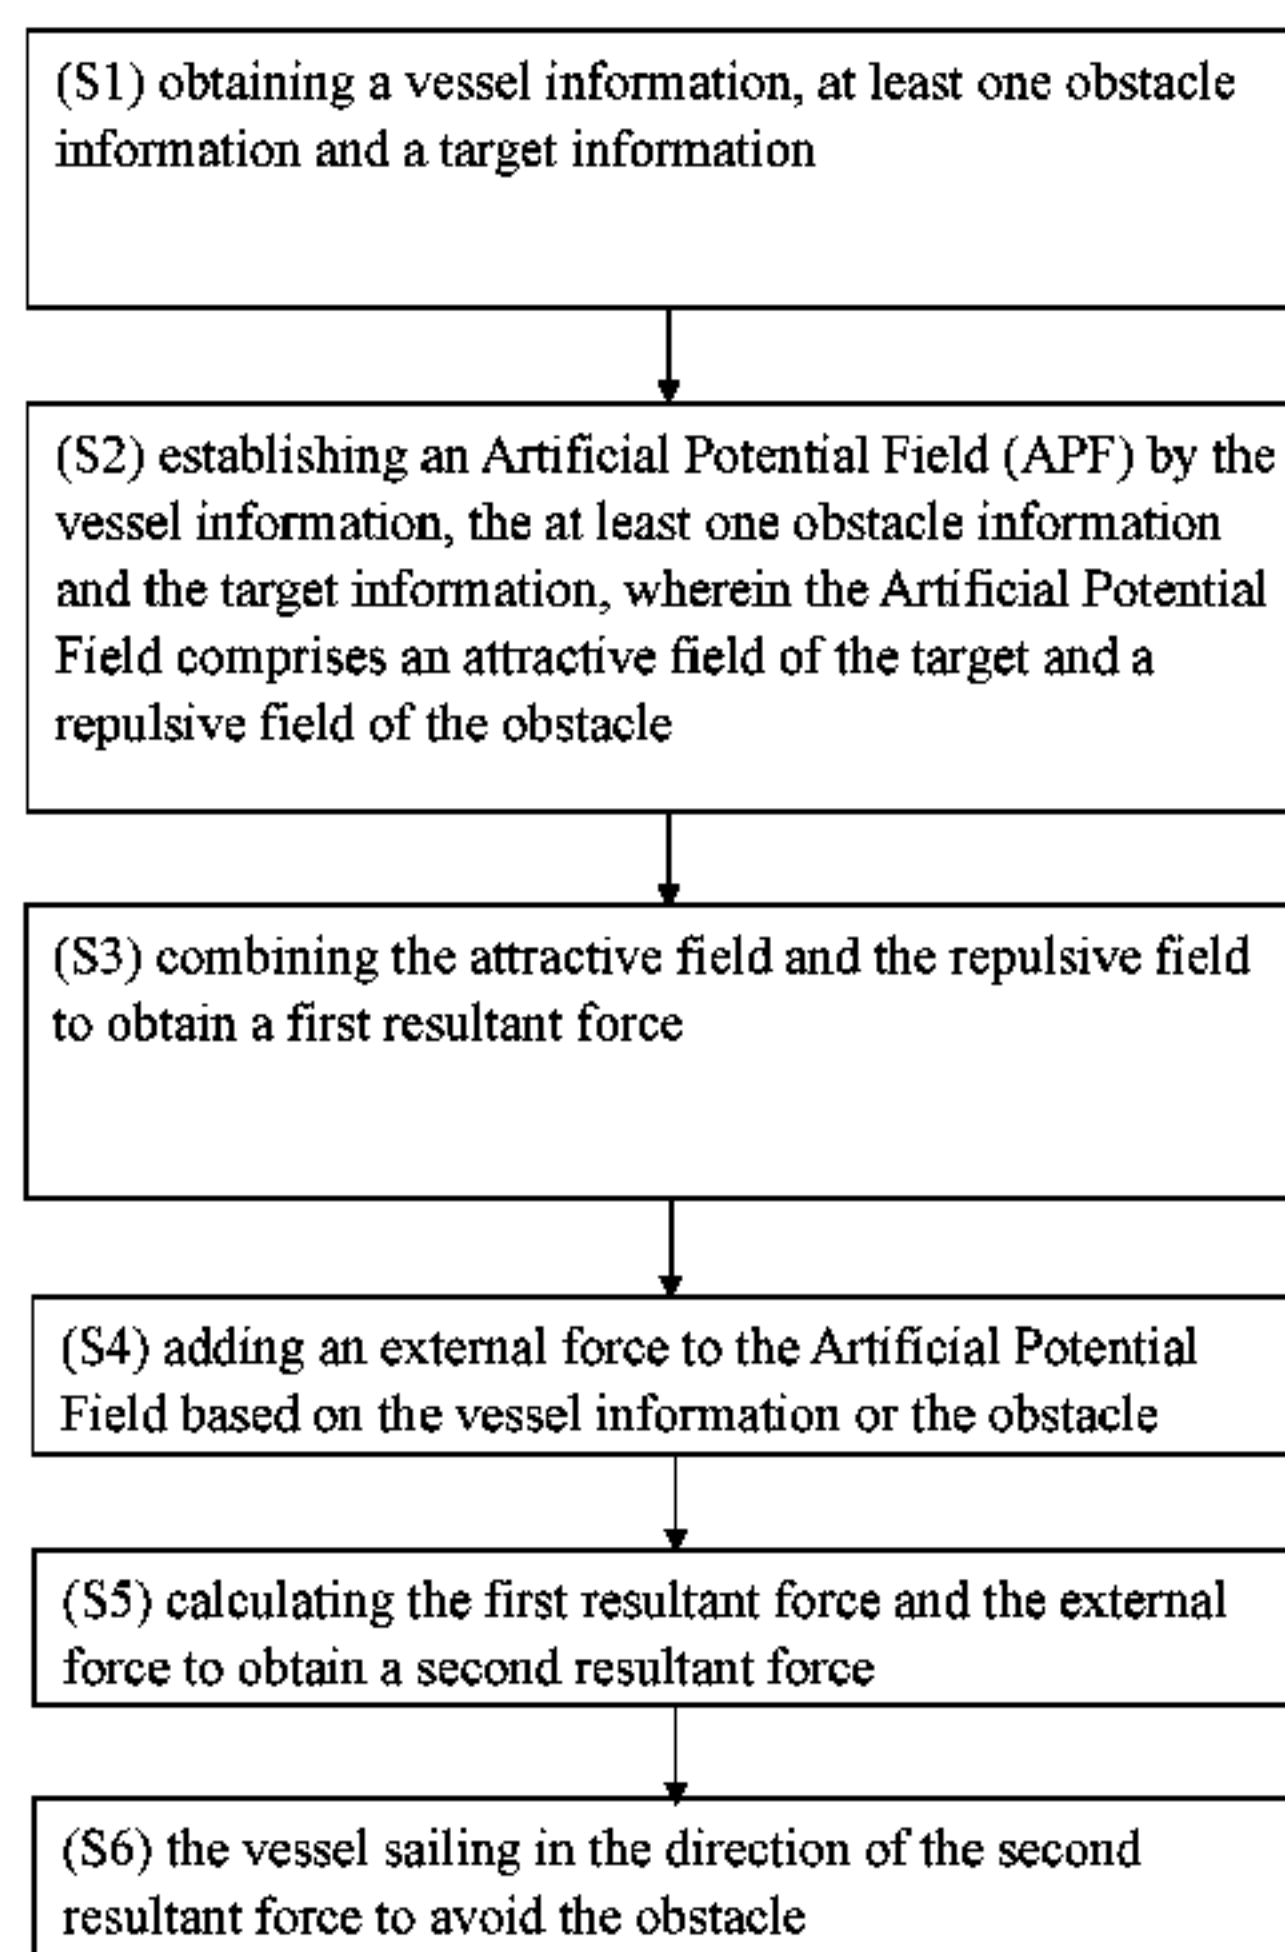 (S1) obtaining a vessel information, at least one obstacle
information and a target information
(S2) establishing an Artificial Potential Field (APF) by the
vessel information, the at least one obstacle information
and the target information, wherein the Artificial Potential
Field comprises an attractive field of the target and a
repulsive field of the obstacle
(S3) combining the attractive field and the repulsive field
to obtain a first resultant force
(S4) adding an external force to the Artificial Potential
Field based on the vessel information or the obstacle
(S5) calculating the first resultant force and the external
force to obtain a second resultant force
(S6) the vessel sailing in the direction of the second
resultant force to avoid the obstacle